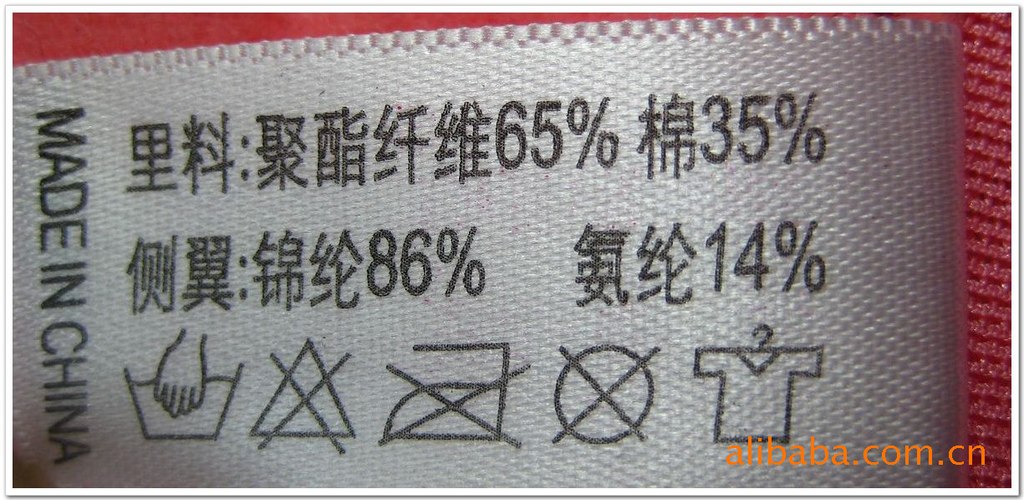 MADE IN CHINA
里料:聚酯纤维65% 棉35%
侧翼:锦纶86% 氨纶14%
alibaba.com.cn